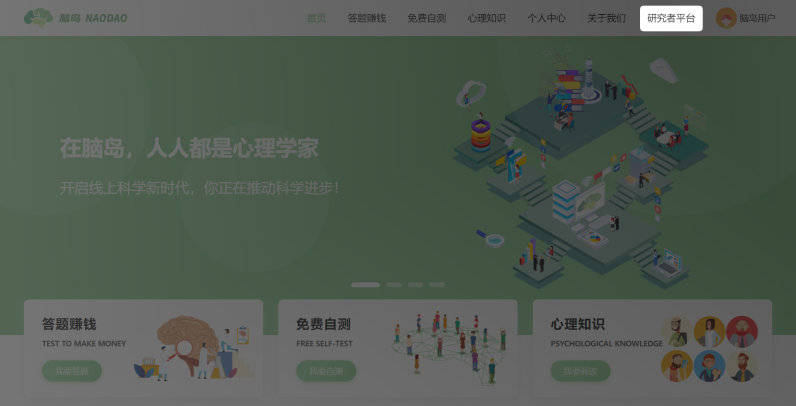 脑岛 NAODAO
首页 答题赚钱 免费自测 心理知识 个人中心 关于我们 研究者平台 脑岛用户
在脑岛，人人都是心理学家
开启线上科学新时代，你正在推动科学进步！
答题赚钱
TEST TO MAKE MONEY
我要答题
免费自测
FREE SELF-TEST
我要自测
心理知识
PSYCHOLOGICAL KNOWLEDGE
我要阅读